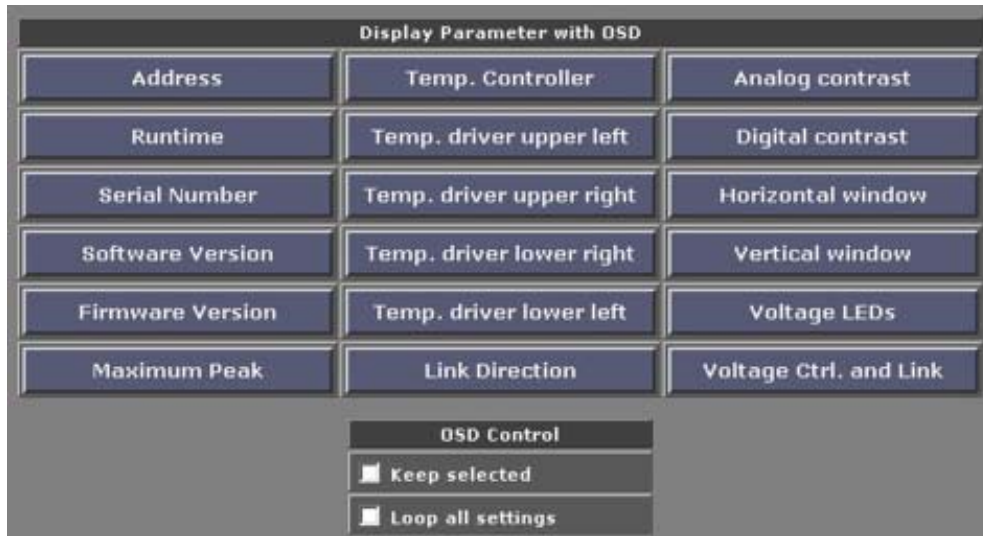 Display Parameter with OSD
Address Temp. Controller Analog contrast
Runtime Temp. driver upper left Digital contrast
Serial Number Temp. driver upper right Horizontal window
Software Version Temp. driver lower right Vertical window
Firmware Version Temp. driver lower left Voltage LEDs
Maximum Peak Link Direction Voltage Ctrl. and Link
OSD Control
Keep selected
Loop all settings